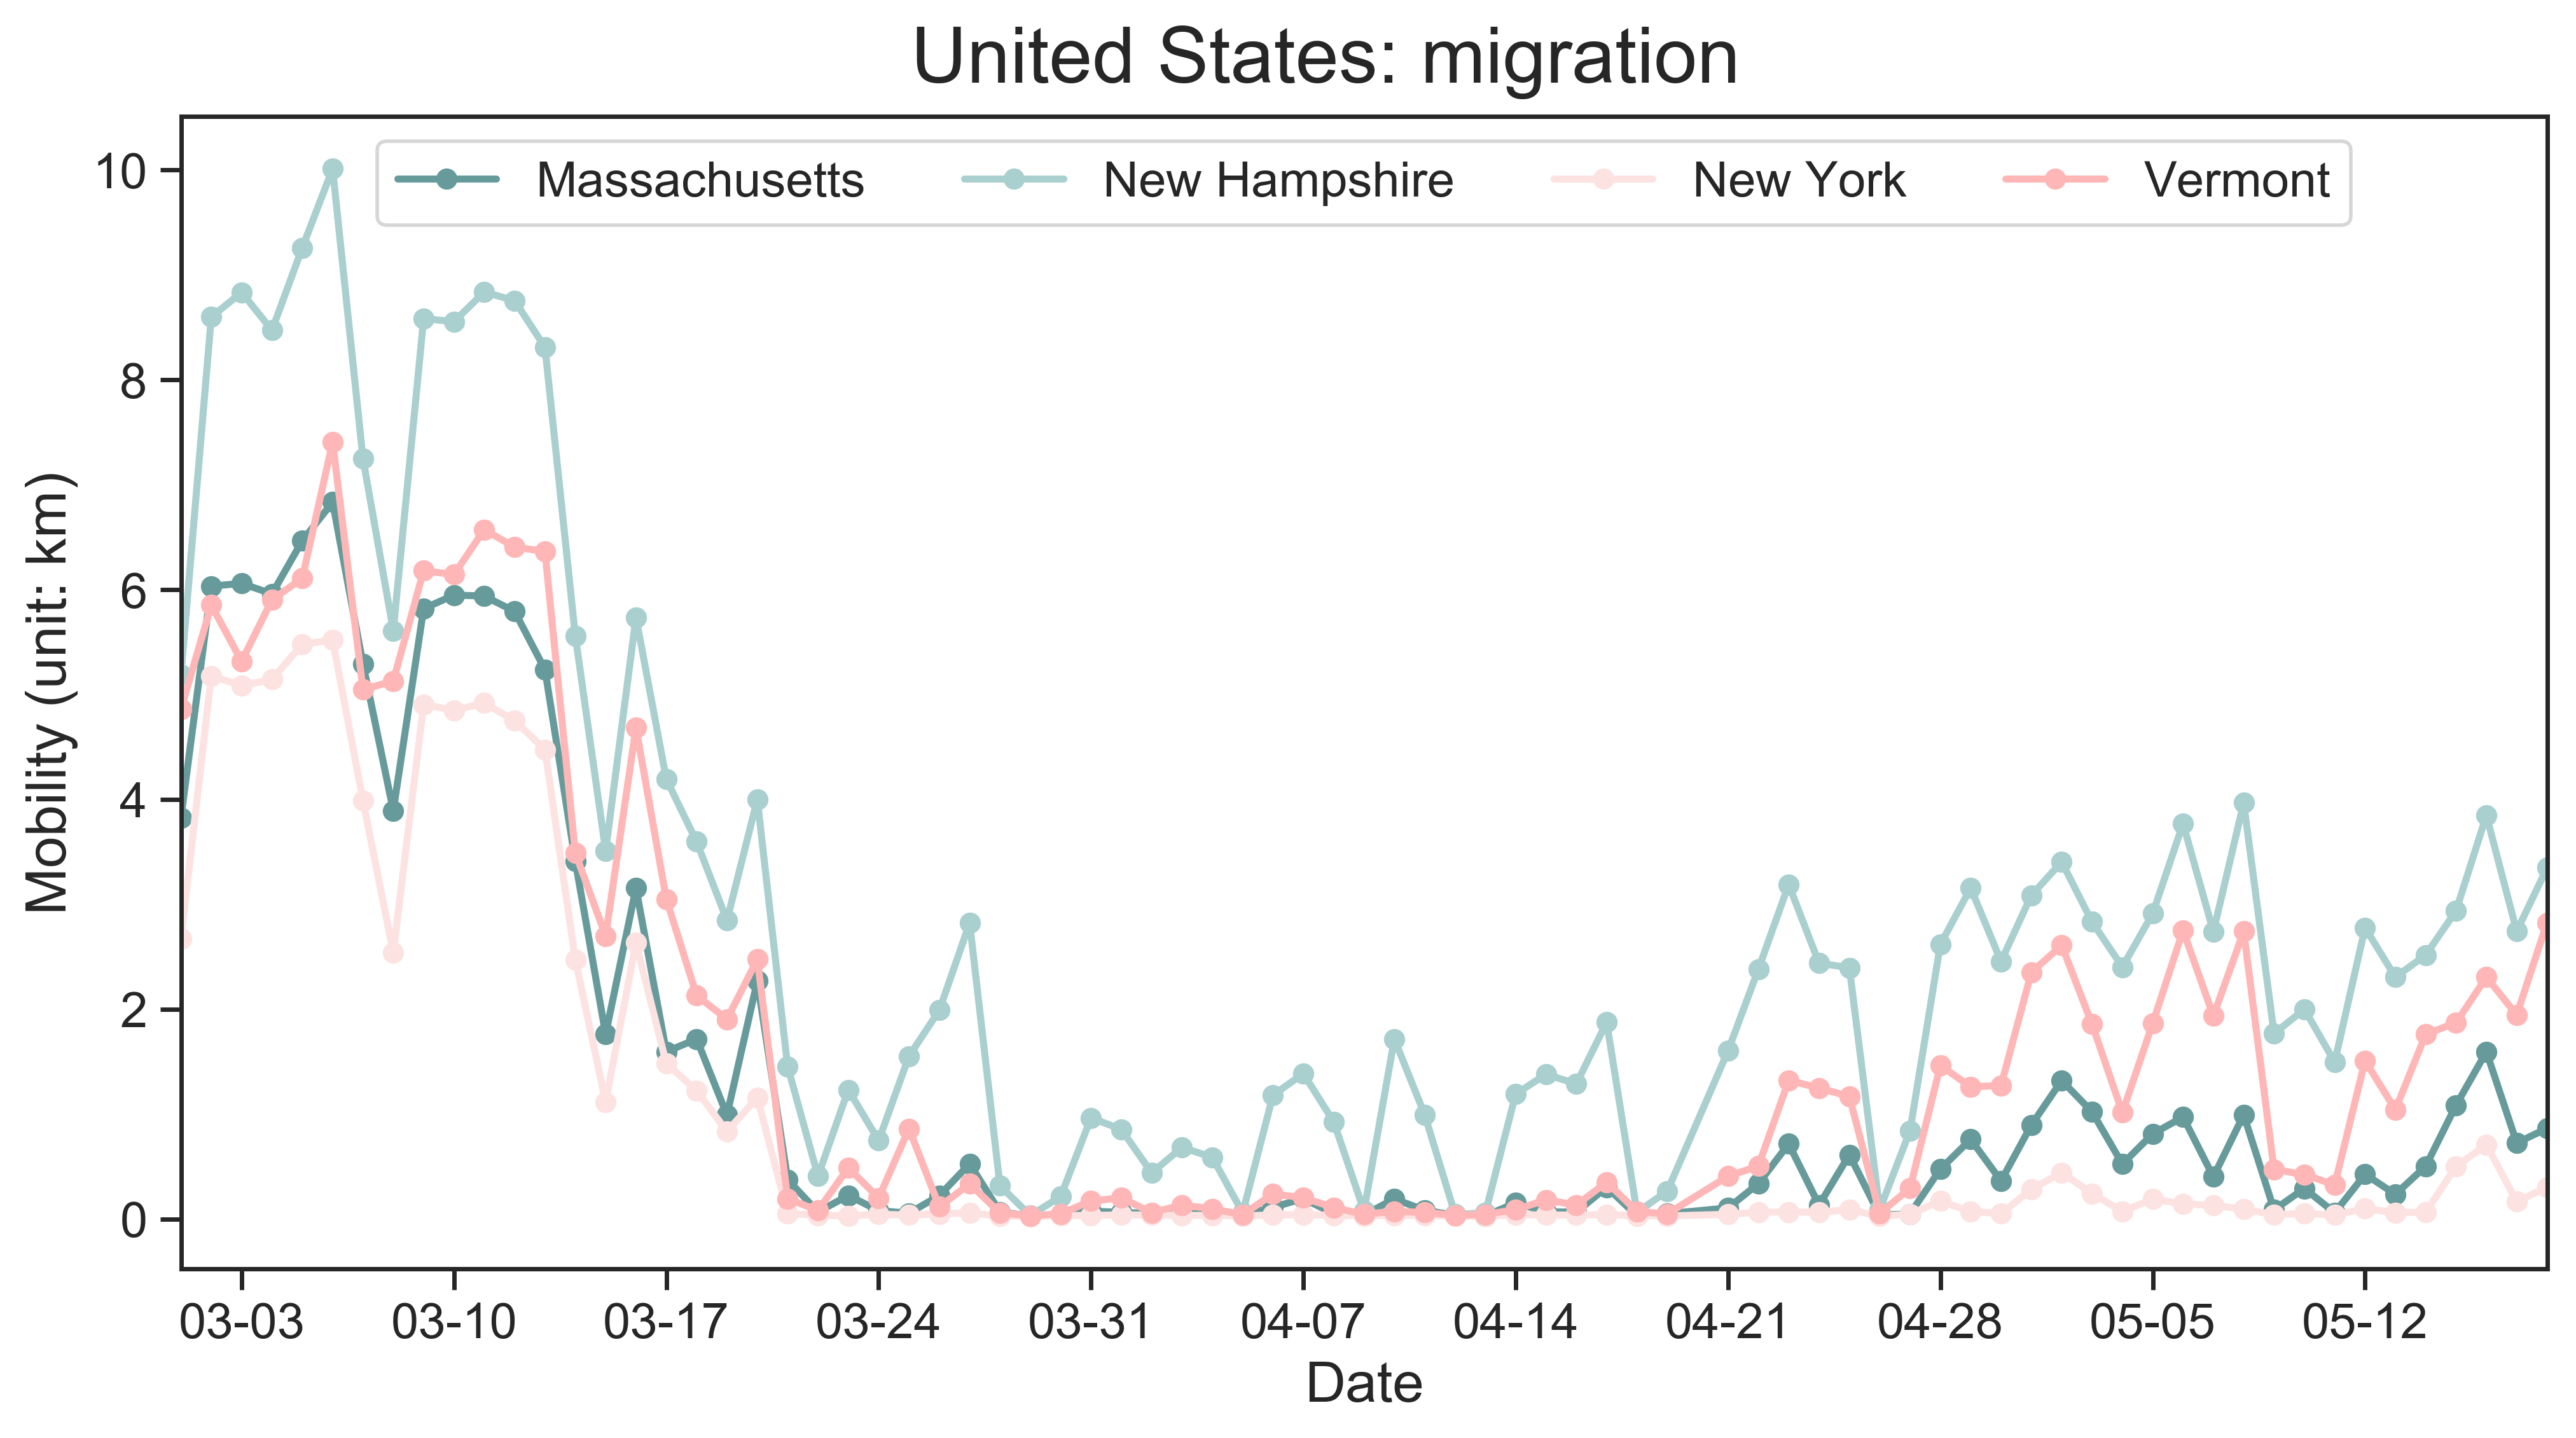 United States: migration
Massachusetts New Hampshire New York Vermont
10
8
6
4
2
0
Mobility (unit: km)
03-03 03-10 03-17 03-24 03-31 04-07 04-14 04-21 04-28 05-05 05-12
Date